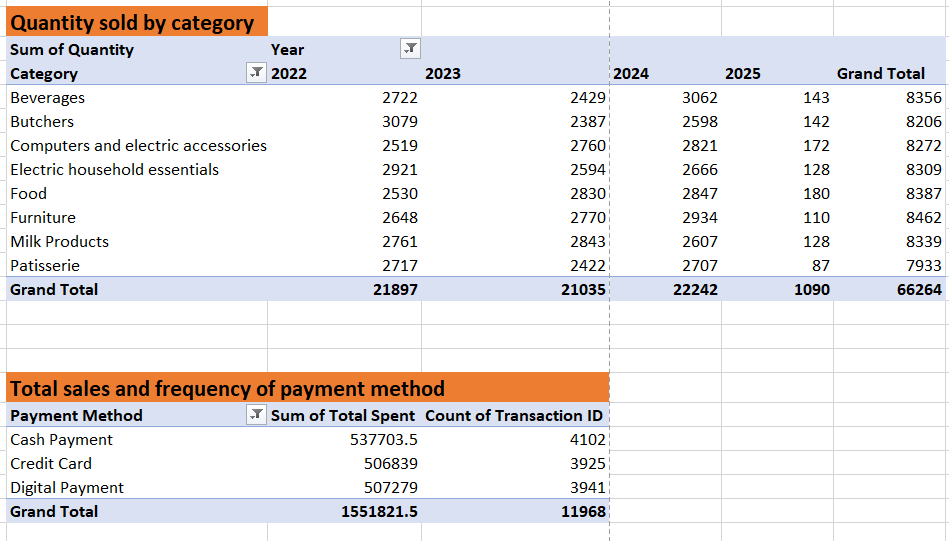 Quantity sold by category
Sum of Quantity Year
Category 2022 2023 2024 2025 Grand Total
Beverages 2722 2429 3062 143 8356
Butchers 3079 2387 2598 142 8206
Computers and electric accessories 2519 2760 2821 172 8272
Electric household essentials 2921 2594 2666 128 8309
Food 2530 2830 2847 180 8387
Furniture 2648 2770 2934 110 8462
Milk Products 2761 2843 2607 128 8339
Patisserie 2717 2422 2707 87 7933
Grand Total 21897 21035 22242 1090 66264
Total sales and frequency of payment method
Payment Method Sum of Total Spent Count of Transaction ID
Cash Payment 537703.5 4102
Credit Card 506839 3925
Digital Payment 507279 3941
Grand Total 1551821.5 11968